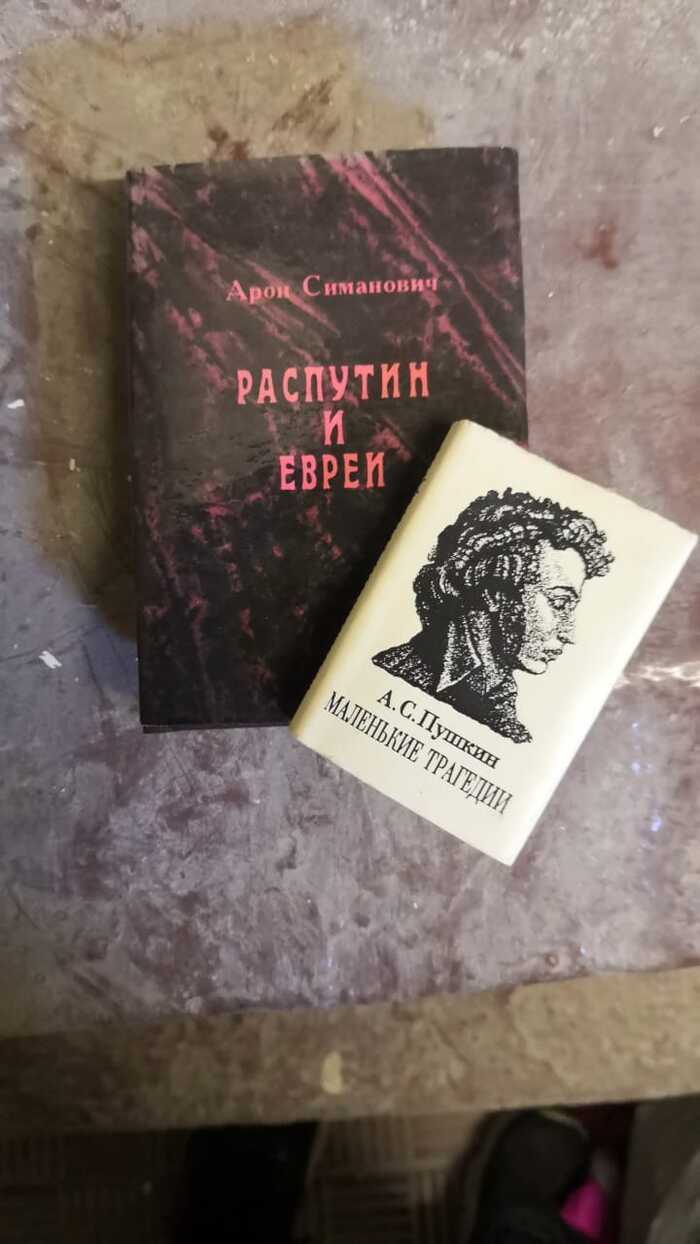 Арон Симанович
РАСПУТИН
И
ЕВРЕИ
А. С. Пушкин
МАЛЕНЬКИЕ ТРАГЕДИИ